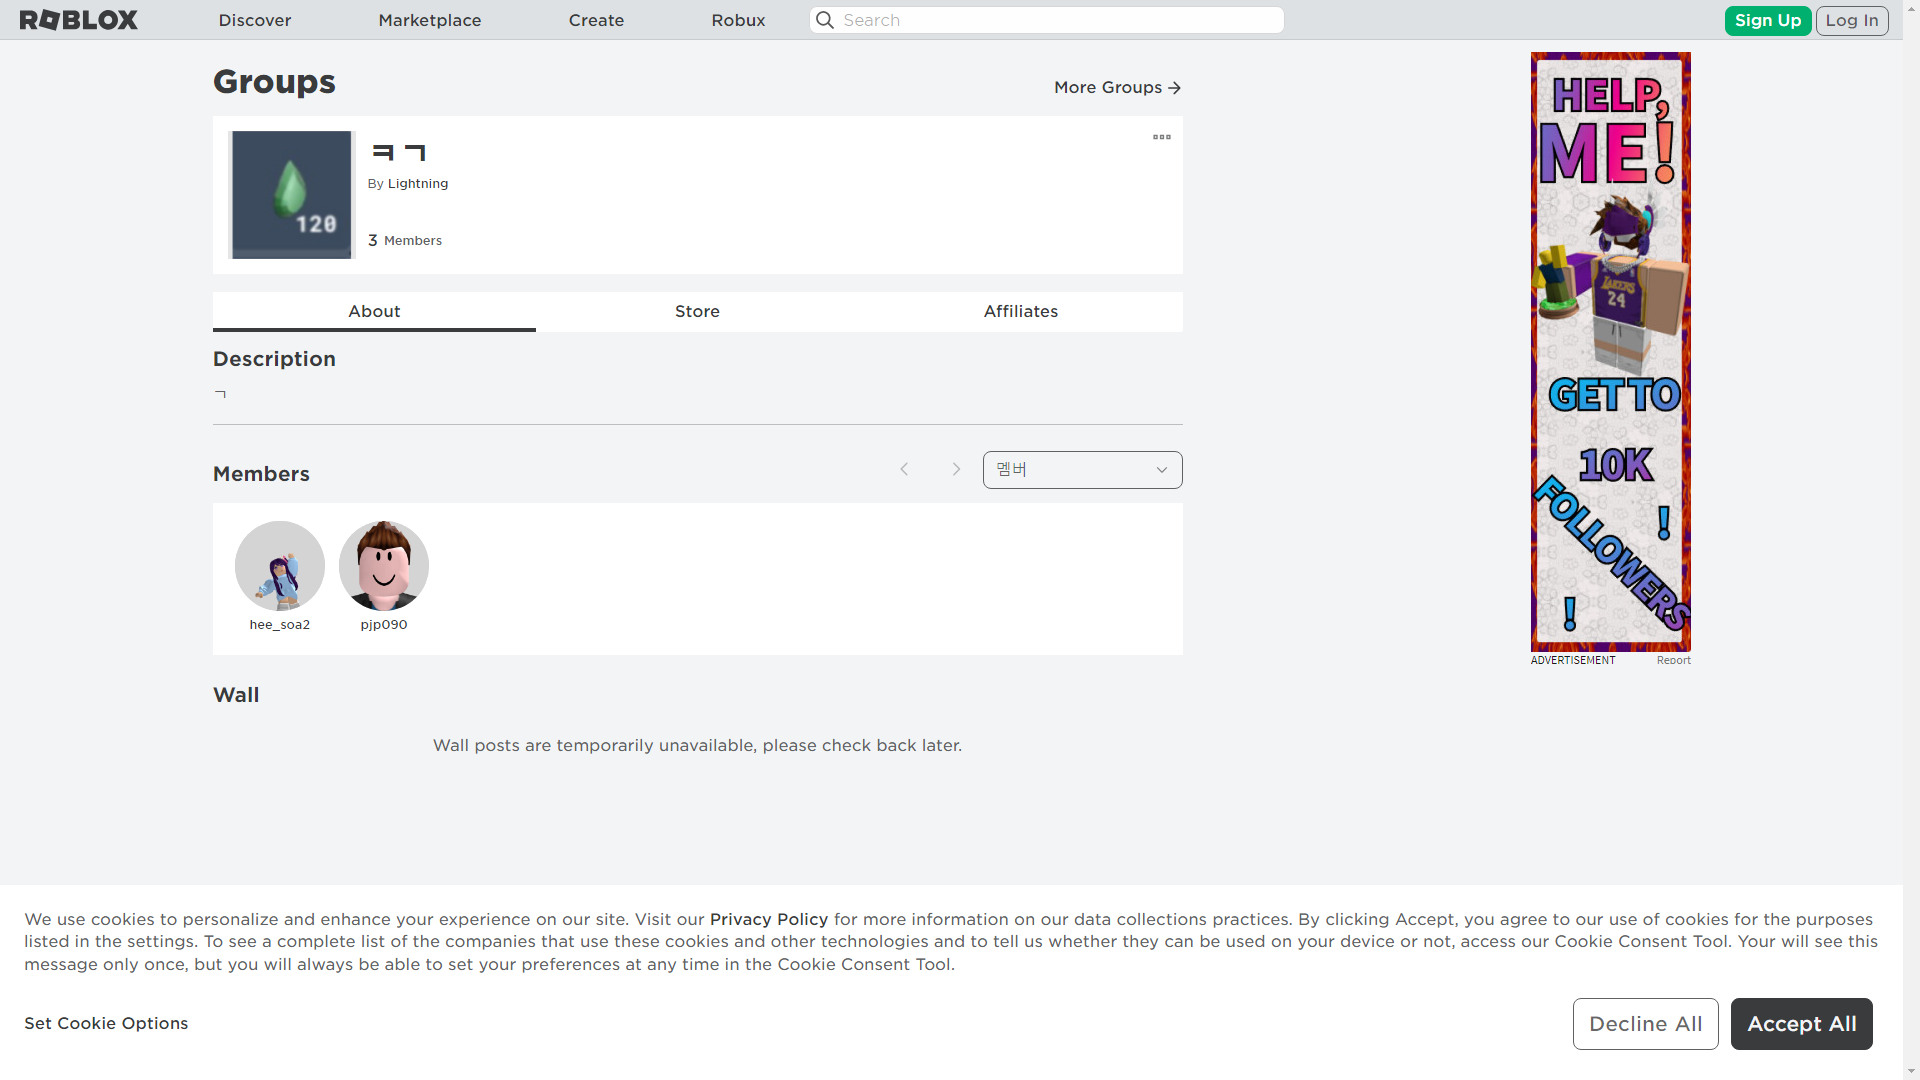 ROBLOX
Discover
Marketplace
Create
Robux
Search
Sign Up
Log In
Groups
More Groups
120
ㅋㄱ
By Lightning
3 Members
About
Store
Affiliates
Description
ㄱ
Members
멤버
hee_soa2
pjp090
Wall
Wall posts are temporarily unavailable, please check back later.
HELP,
ME!
LAKERS
24
GET TO
10K
FOLLOWERS
!
!
ADVERTISEMENT
Report
We use cookies to personalize and enhance your experience on our site. Visit our Privacy Policy for more information on our data collections practices. By clicking Accept, you agree to our use of cookies for the purposes
listed in the settings. To see a complete list of the companies that use these cookies and other technologies and to tell us whether they can be used on your device or not, access our Cookie Consent Tool. Your will see this
message only once, but you will always be able to set your preferences at any time in the Cookie Consent Tool.
Set Cookie Options
Decline All
Accept All